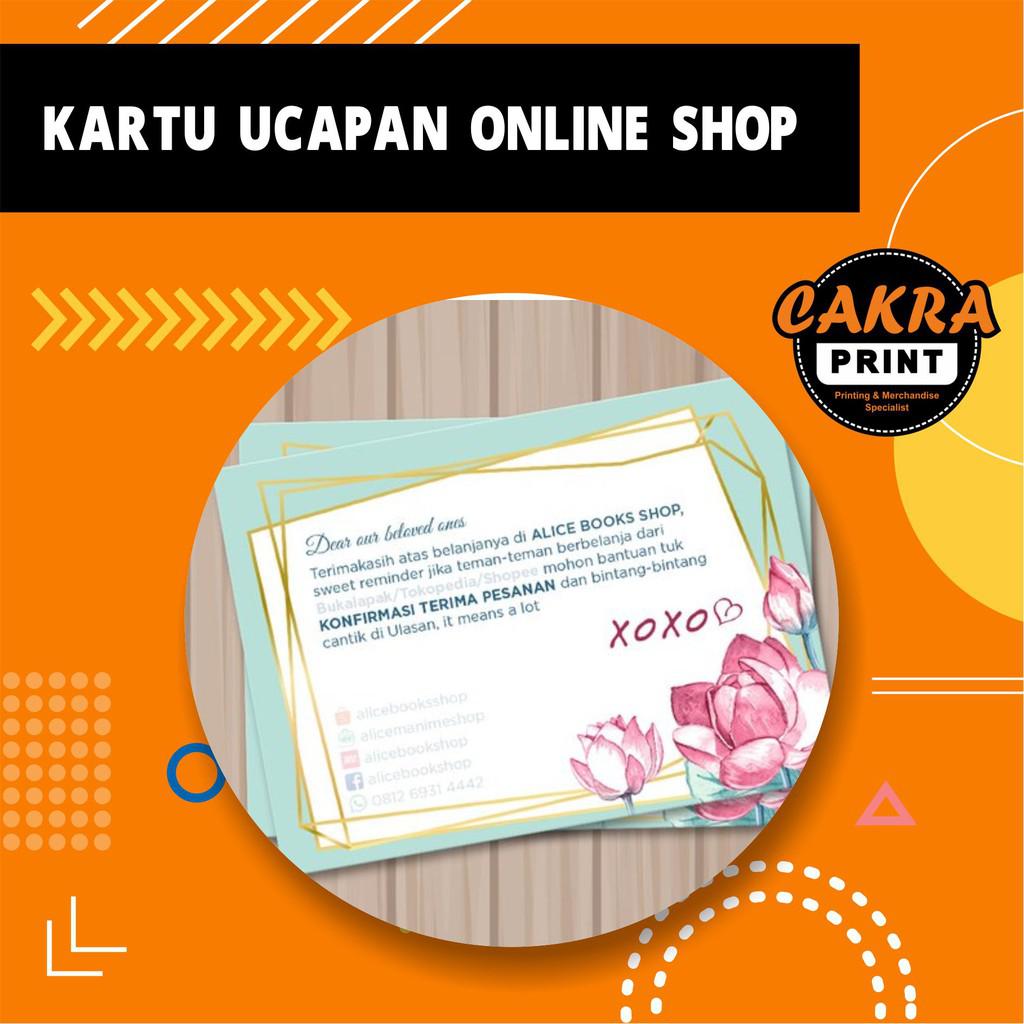 KARTU UCAPAN ONLINE SHOP
CAKRA
PRINT
Printing & Merchandise
Specialist
Dear our beloved ones
Terimakasih atas belanjanya di ALICE BOOKS SHOP,
sweet reminder jika teman-teman berbelanja dari
Bukalapak/Tokopedia/Shopee mohon bantuan tuk
KONFIRMASI TERIMA PESANAN dan bintang-bintang
cantik di Ulasan, it means a lot
XOXO
alicebooksshop
alicemanimeshop
alicebookshop
alicebookshop
0812 6931 4442